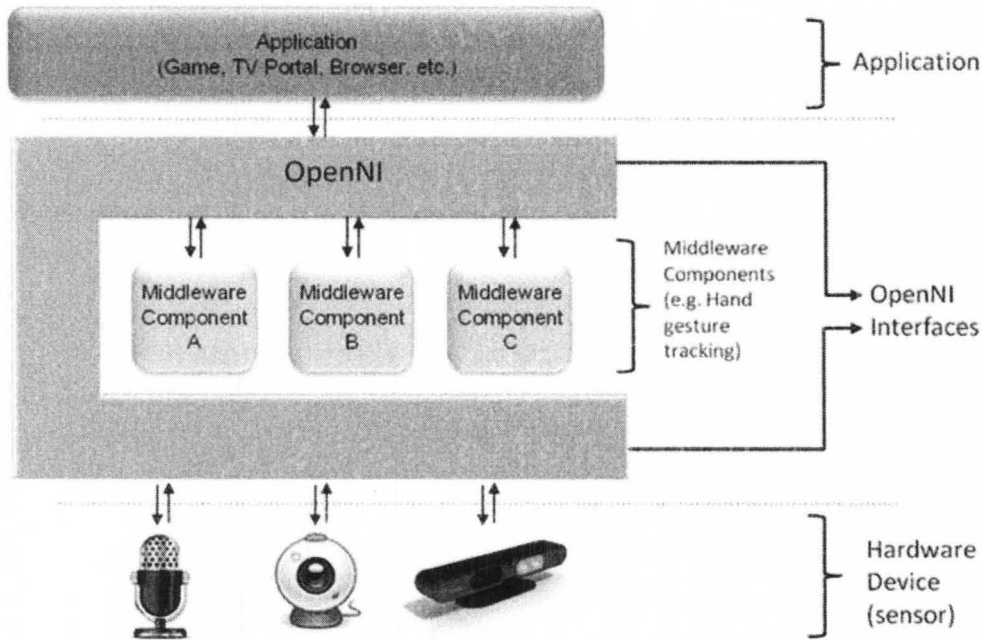 Application
(Game, TV Portal, Browser, etc.)
Application
OpenNI
Middleware
Component
A
Middleware
Component
B
Middleware
Component
C
Middleware
Components
(e.g. Hand
gesture
tracking)
OpenNI
Interfaces
Hardware
Device
(sensor)